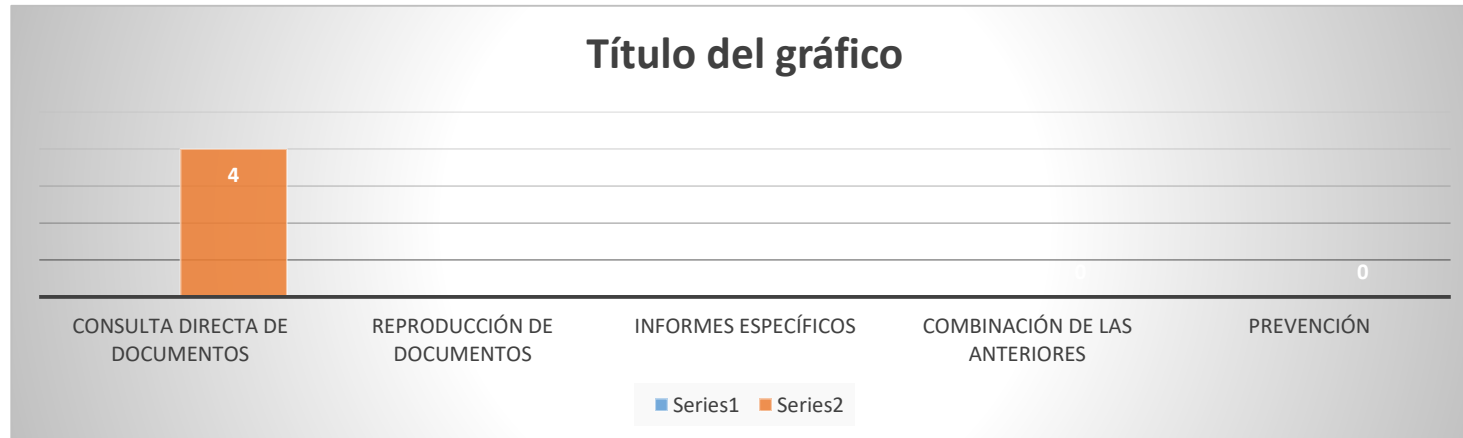 Título del gráfico
4
0
0
CONSULTA DIRECTA DE
DOCUMENTOS
REPRODUCCIÓN DE
DOCUMENTOS
INFORMES ESPECÍFICOS
COMBINACIÓN DE LAS
ANTERIORES
PREVENCIÓN
Series1
Series2